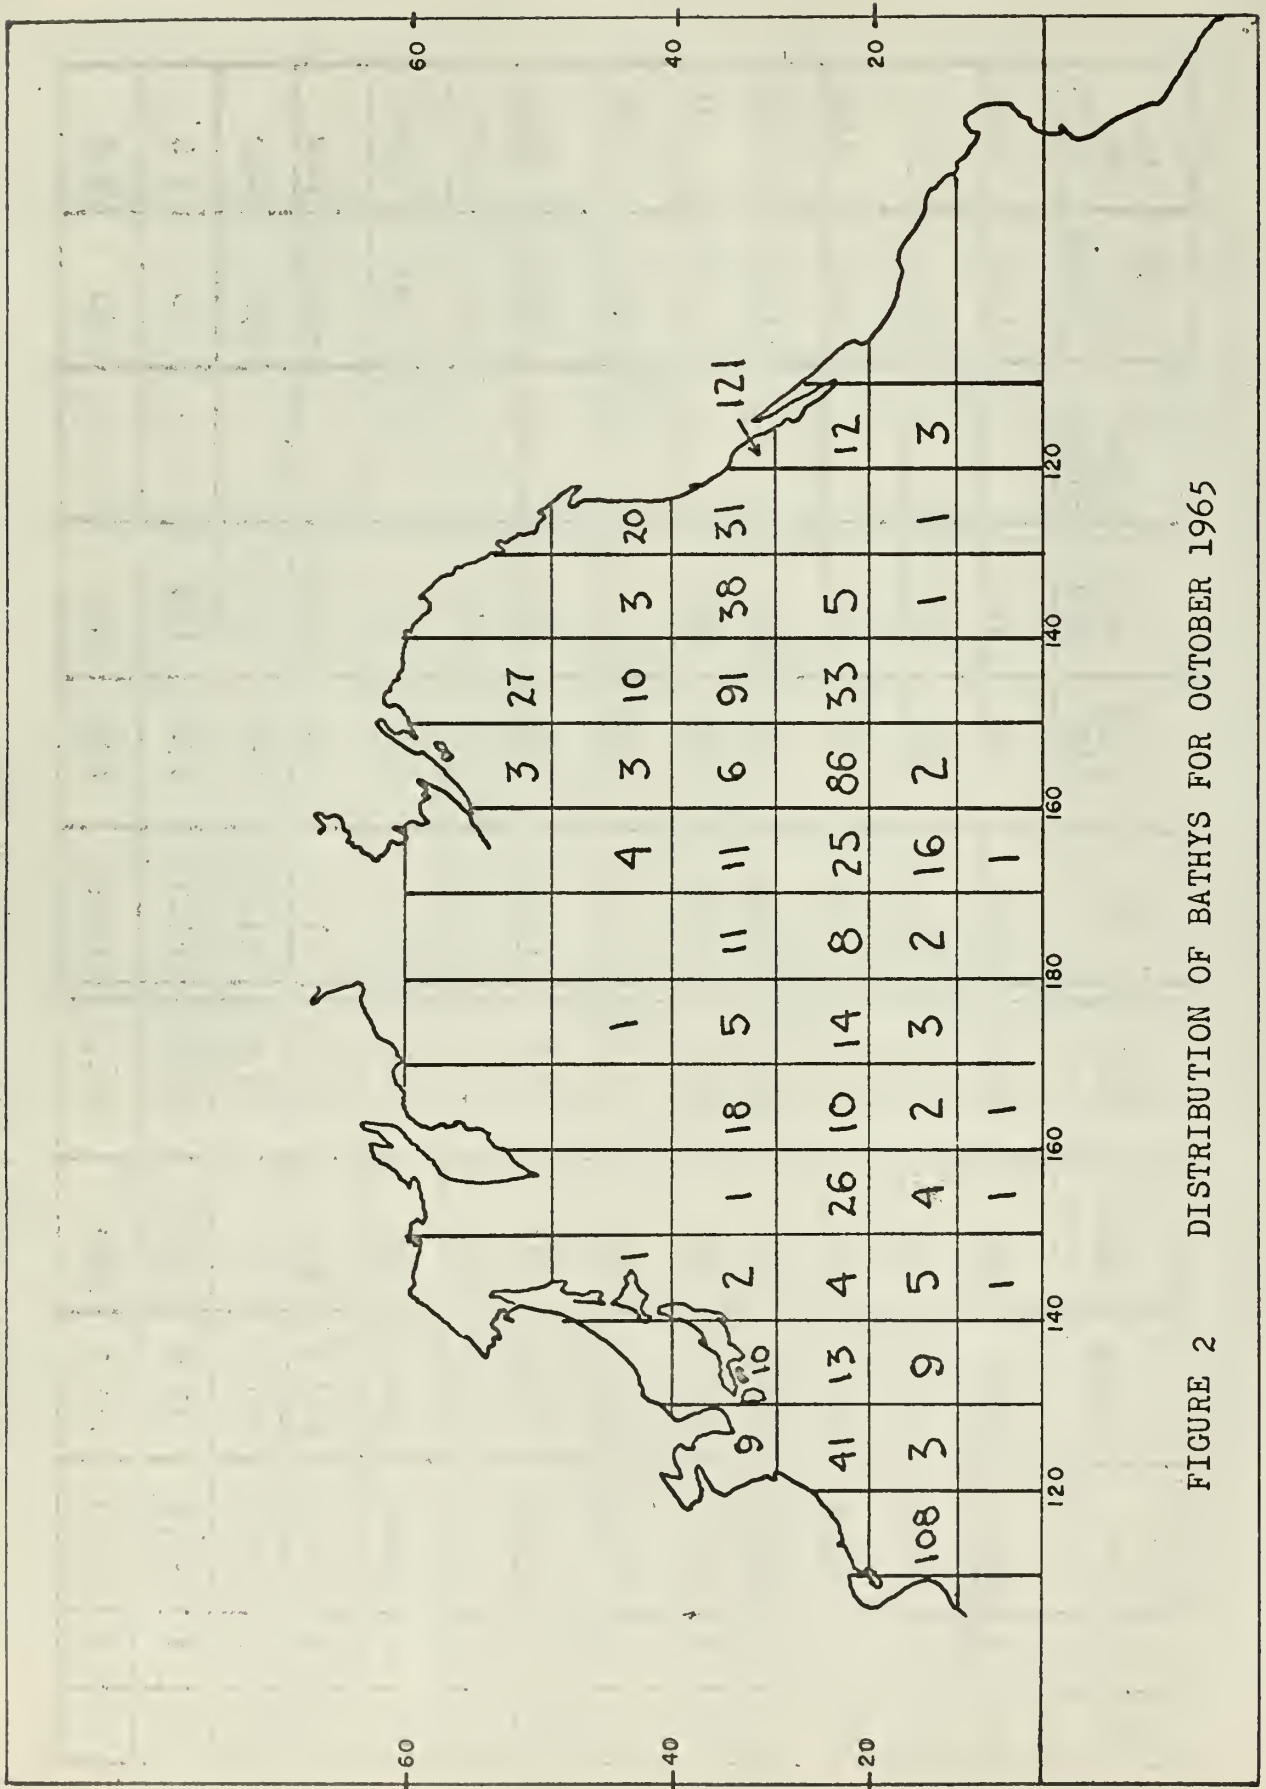 60 60
3 27
1 1 4 3 10 3 20
40 40
9 10 2 1 18 5 11 11 6 91 38 31 121
41 13 4 26 10 14 8 25 86 33 5 12
20 20
108 3 9 5 4 2 3 2 16 2 1 1 3
1 1 1 1
120 140 160 180 160 140 120
FIGURE 2 DISTRIBUTION OF BATHYS FOR OCTOBER 1965